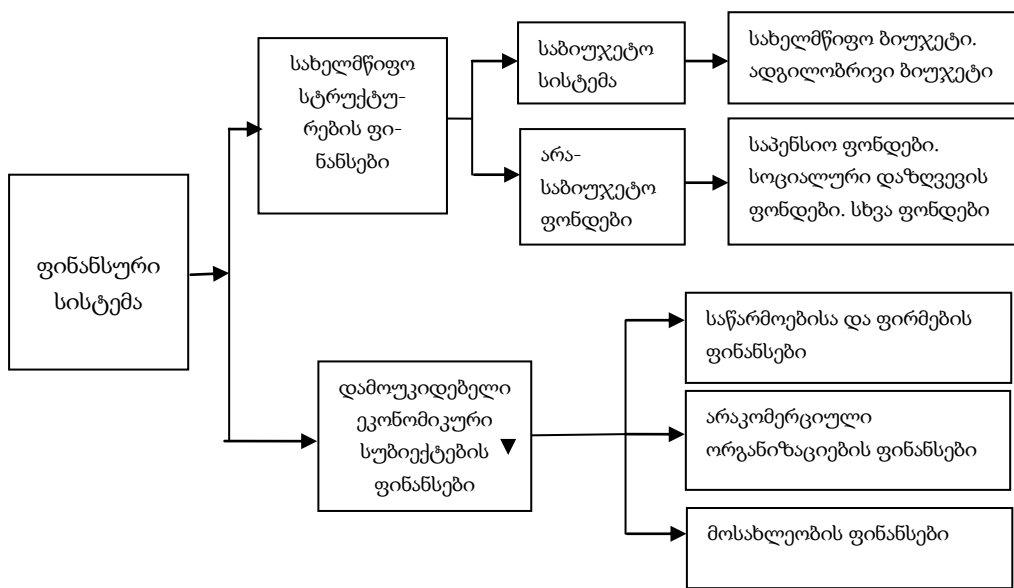 ფინანსური
სისტემა
სახელმწიფო
სტრუქტუ-
რების ფი-
ნანსები
საბიუჯეტო
სისტემა
სახელმწიფო ბიუჯეტი.
ადგილობრივი ბიუჯეტი
არა-
საბიუჯეტო
ფონდები
საპენსიო ფონდები.
სოციალური დაზღვევის
ფონდები. სხვა ფონდები
დამოუკიდებელი
ეკონომიკური
სუბიექტების
ფინანსები
საწარმოებისა და ფირმების
ფინანსები
არაკომერციული
ორგანიზაციების ფინანსები
მოსახლეობის ფინანსები